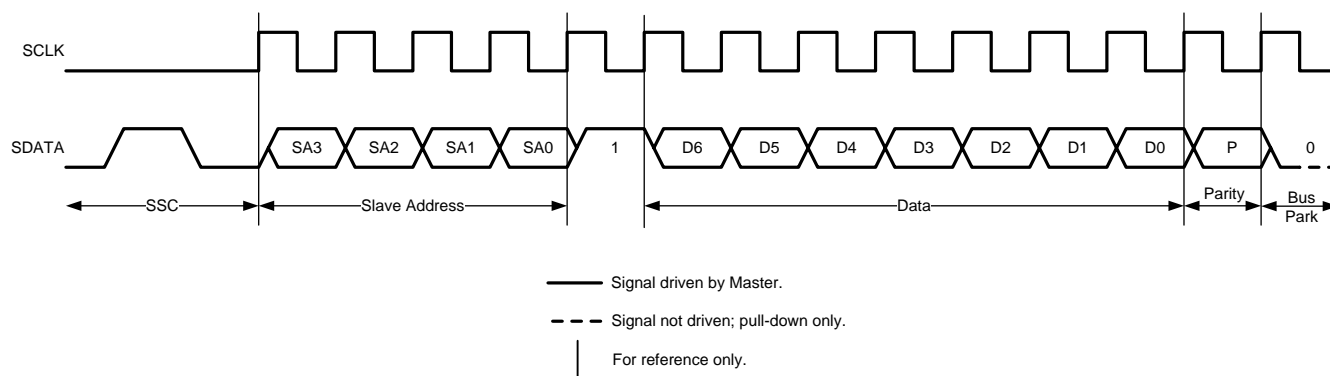 SCLK
SDATA
SA3 SA2 SA1 SA0 1 D6 D5 D4 D3 D2 D1 D0 P 0
SSC Slave Address Data Parity Bus Park
Signal driven by Master.
Signal not driven; pull-down only.
For reference only.